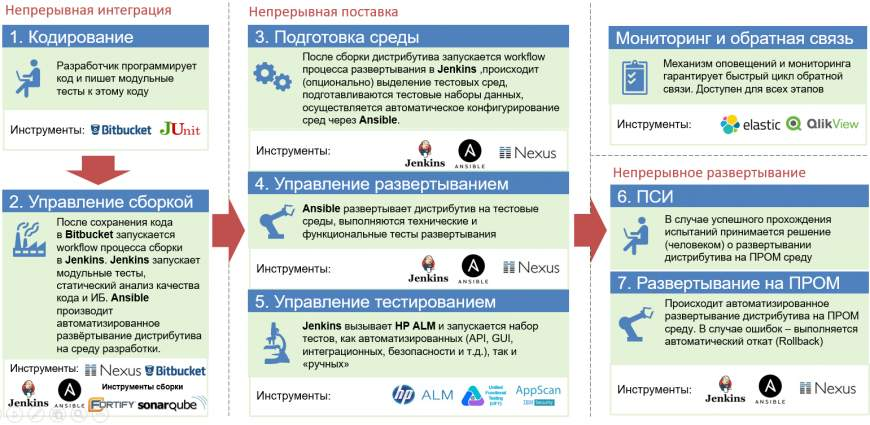 Непрерывная интеграция
1. Кодирование
Разработчик программирует
код и пишет модульные
тесты к этому коду
Инструменты: Bitbucket JUnit
2. Управление сборкой
После сохранения кода
в Bitbucket запускается
workflow процесса сборки
в Jenkins. Jenkins запускает
модульные тесты,
статический анализ качества
кода и ИБ. Ansible
производит
автоматизированное
развёртывание дистрибутива
на среду разработки.
Nexus Bitbucket
Инструменты сборки
Jenkins ANSIBLE FORTIFY sonarqube
Непрерывная поставка
3. Подготовка среды
После сборки дистрибутива запускается workflow
процесса развертывания в Jenkins ,происходит
(опционально) выделение тестовых сред,
подготавливаются тестовые наборы данных,
осуществляется автоматическое конфигурирование
сред через Ansible.
Инструменты: Jenkins ANSIBLE Nexus
4. Управление развертыванием
Ansible развертывает дистрибутив на тестовые
среды, выполняются технические и
функциональные тесты развертывания
Инструменты: Jenkins ANSIBLE Nexus
5. Управление тестированием
Jenkins вызывает HP ALM и запускается набор
тестов, как автоматизированных (API, GUI,
интеграционных, безопасности и т.д.), так и
«ручных»
Инструменты: hp ALM Unified Functional Testing (UFT) AppScan
IBM Security
Мониторинг и обратная связь
Механизм оповещений и мониторинга
гарантирует быстрый цикл обратной
связи. Доступен для всех этапов
Инструменты: elastic QlikView
Непрерывное развертывание
6. ПСИ
В случае успешного прохождения
испытаний принимается решение
(человеком) о развертывании
дистрибутива на ПРОМ среду
7. Развертывание на ПРОМ
Происходит автоматизированное
развертывание дистрибутива на ПРОМ
среду. В случае ошибок – выполняется
автоматический откат (Rollback)
Инструменты: Jenkins ANSIBLE Nexus